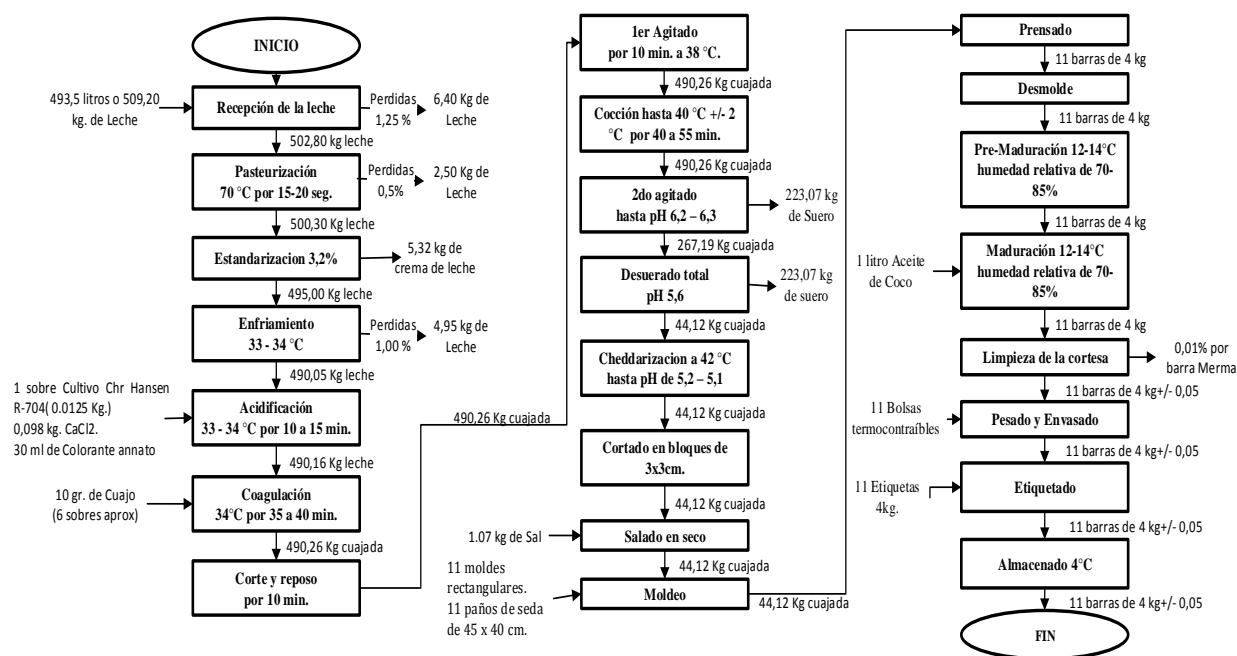 INICIO
493,5 litros o 509,20
kg. de Leche
Recepción de la leche
Perdidas
1,25 %
6,40 Kg de
Leche
502,80 kg leche
Pasteurización
70 °C por 15-20 seg.
Perdidas
0,5%
2,50 Kg de
Leche
500,30 Kg leche
Estandarizacion 3,2%
5,32 kg de
crema de leche
495,00 Kg leche
Enfriamiento
33 - 34 °C
Perdidas
1,00 %
4,95 kg de
Leche
490,05 Kg leche
1 sobre Cultivo Chr Hansen
R-704( 0.0125 Kg.)
0,098 kg. CaCl2.
30 ml de Colorante annato
Acidificación
33 - 34 °C por 10 a 15 min.
490,16 Kg leche
10 gr. de Cuajo
(6 sobres aprox)
Coagulación
34°C por 35 a 40 min.
490,26 Kg cuajada
Corte y reposo
por 10 min.
490,26 Kg cuajada
1er Agitado
por 10 min. a 38 °C.
490,26 Kg cuajada
Cocción hasta 40 °C +/- 2
°C por 40 a 55 min.
490,26 Kg cuajada
2do agitado
hasta pH 6,2 – 6,3
223,07 kg
de Suero
267,19 Kg cuajada
Desuerado total
pH 5,6
223,07 kg
de suero
44,12 Kg cuajada
Cheddarizacion a 42 °C
hasta pH de 5,2 – 5,1
44,12 Kg cuajada
Cortado en bloques de
3x3cm.
44,12 Kg cuajada
1.07 kg de Sal
Salado en seco
44,12 Kg cuajada
11 moldes
rectangulares.
11 paños de seda
de 45 x 40 cm.
Moldeo
44,12 Kg cuajada
Prensado
11 barras de 4 kg
Desmolde
11 barras de 4 kg
Pre-Maduración 12-14°C
humedad relativa de 70-
85%
11 barras de 4 kg
1 litro Aceite
de Coco
Maduración 12-14°C
humedad relativa de 70-
85%
11 barras de 4 kg
Limpieza de la cortesa
0,01% por
barra Merma
11 barras de 4 kg+/- 0,05
11 Bolsas
termocontraíbles
Pesado y Envasado
11 barras de 4 kg+/- 0,05
11 Etiquetas
4kg.
Etiquetado
11 barras de 4 kg+/- 0,05
Almacenado 4°C
11 barras de 4 kg+/- 0,05
FIN